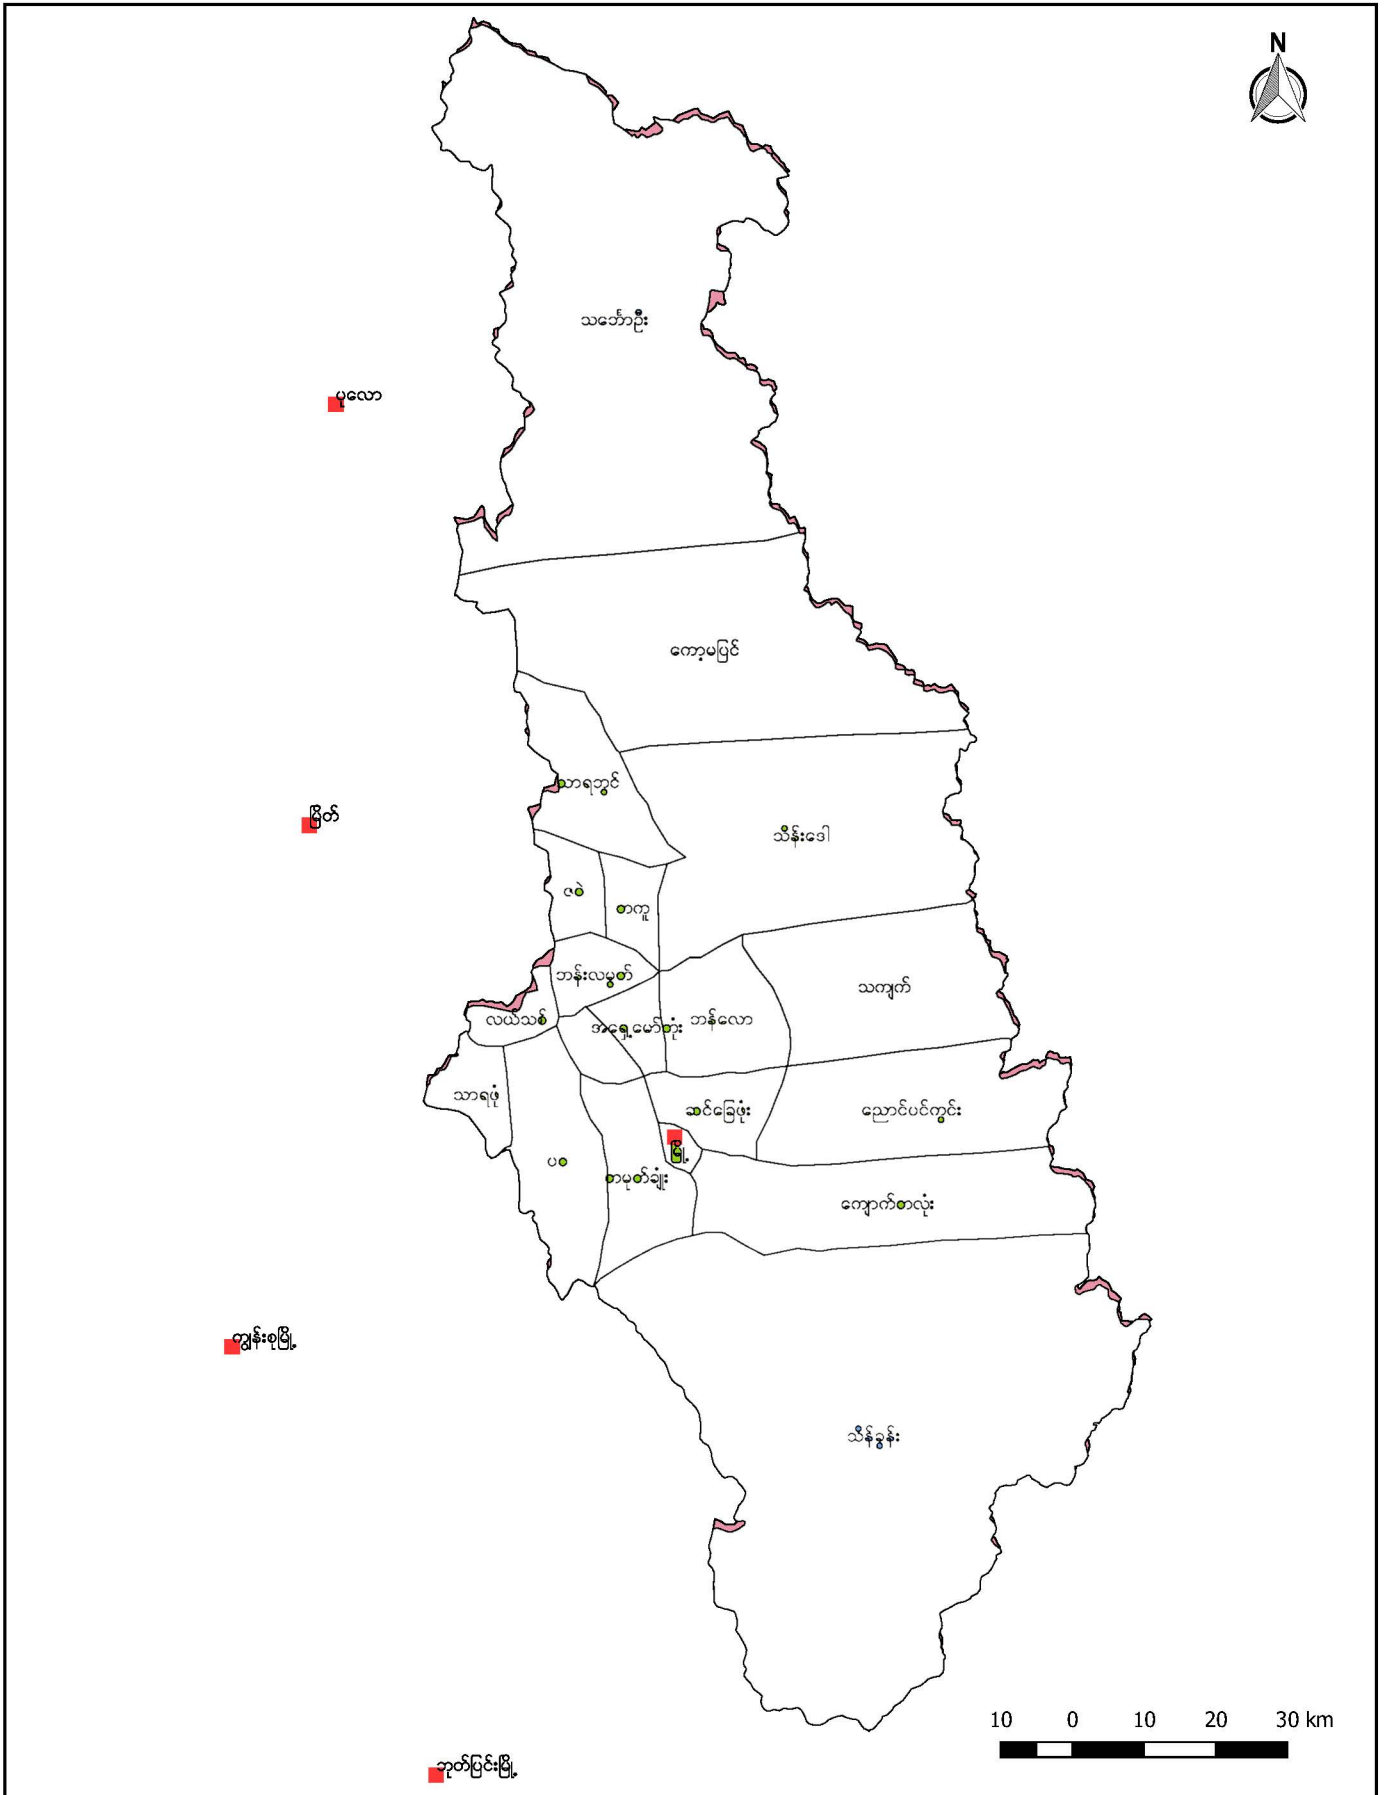 N
သင်္ဘောဦး
ပုလော
ကော့မပြင်
သာရဘွင်
မြိတ်
သိန်းဒေါ
ဇဝဲ
တကူ
ဘန်းလမွတ်
သကျက်
လယ်သစ်
အရှေ့မော်တုံး
ဘန်လော
သာရဖုံ
ဆင်ခြေဖုံး
ညောင်ပင်ကွင်း
မြို့
ပဝ
တမုတ်ချုံး
ကျောက်တလုံး
ကျွန်းစုမြို့
သိန်ခွန်း
10 0 10 20 30 km
ဘုတ်ပြင်းမြို့